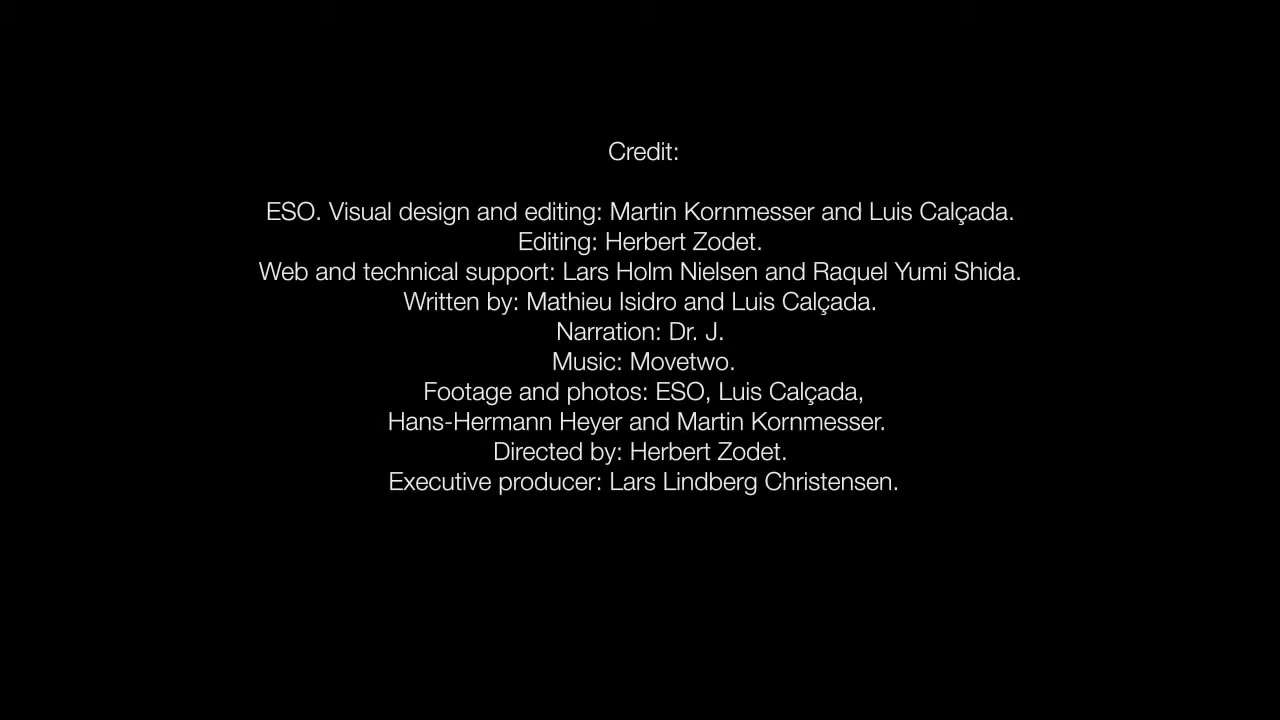 Credit:
ESO. Visual design and editing: Martin Kornmesser and Luis Calçada.
Editing: Herbert Zodet.
Web and technical support: Lars Holm Nielsen and Raquel Yumi Shida.
Written by: Mathieu Isidro and Luis Calçada.
Narration: Dr. J.
Music: Movetwo.
Footage and photos: ESO, Luis Calçada,
Hans-Hermann Heyer and Martin Kornmesser.
Directed by: Herbert Zodet.
Executive producer: Lars Lindberg Christensen.